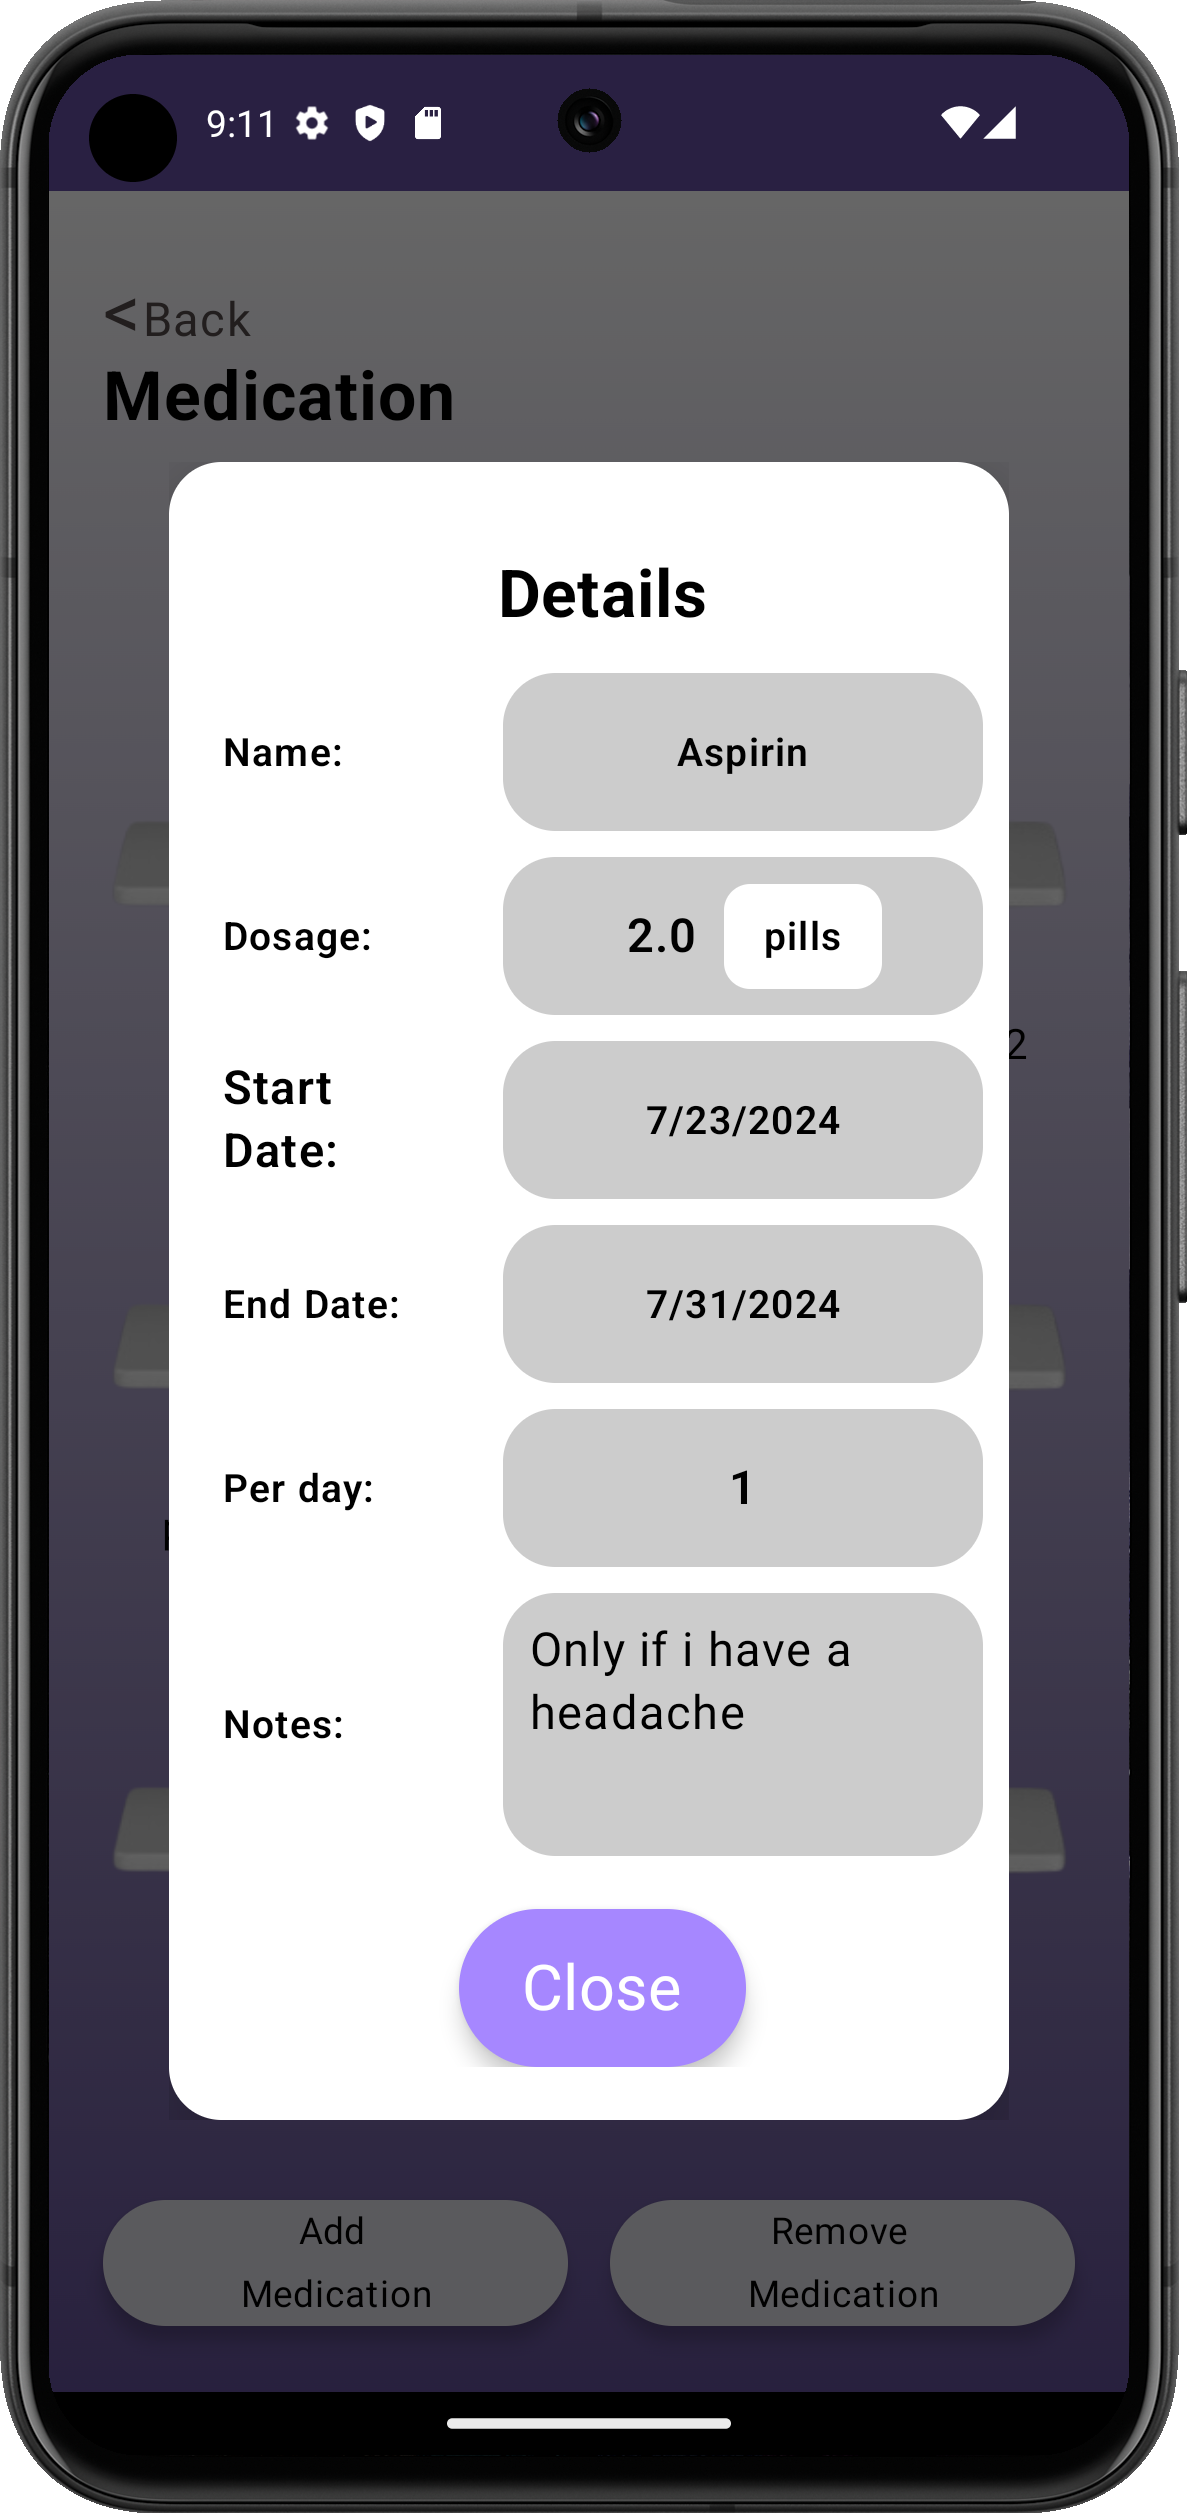 9:11
<Back
Medication
Details
Name: Aspirin
Dosage: 2.0 pills
2
Start
Date:
7/23/2024
End Date: 7/31/2024
Per day: 1
Only if i have a
headache
Notes:
Close
Add
Medication
Remove
Medication